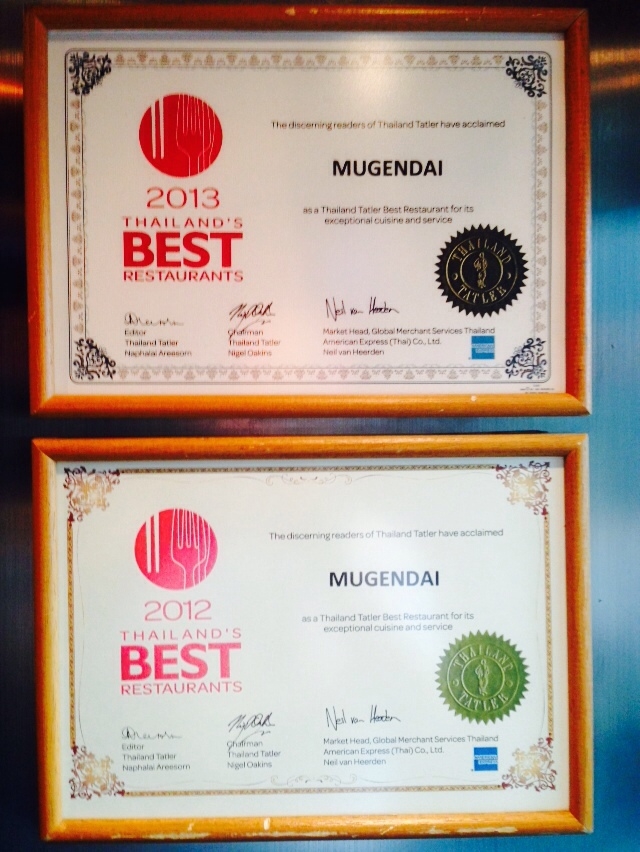 2013
THAILAND'S
BEST
RESTAURANTS
The discerning readers of Thailand Tatler have acclaimed
MUGENDAI
as a Thailand Tatler Best Restaurant for its
exceptional cuisine and service
THAILAND
TATLER
Editor
Thailand Tatler
Naphalai Areesorn
Chairman
Thailand Tatler
Nigel Oakins
Neil van Heerden
Market Head, Global Merchant Services Thailand
American Express (Thai) Co., Ltd.
Neil van Heerden
AMERICAN
EXPRESS
2012
THAILAND'S
BEST
RESTAURANTS
The discerning readers of Thailand Tatler have acclaimed
MUGENDAI
as a Thailand Tatler Best Restaurant for its
exceptional cuisine and service
THAILAND
TATLER
Editor
Thailand Tatler
Naphalai Areesorn
Chairman
Thailand Tatler
Nigel Oakins
Neil van Heerden
Market Head, Global Merchant Services Thailand
American Express (Thai) Co., Ltd.
Neil van Heerden